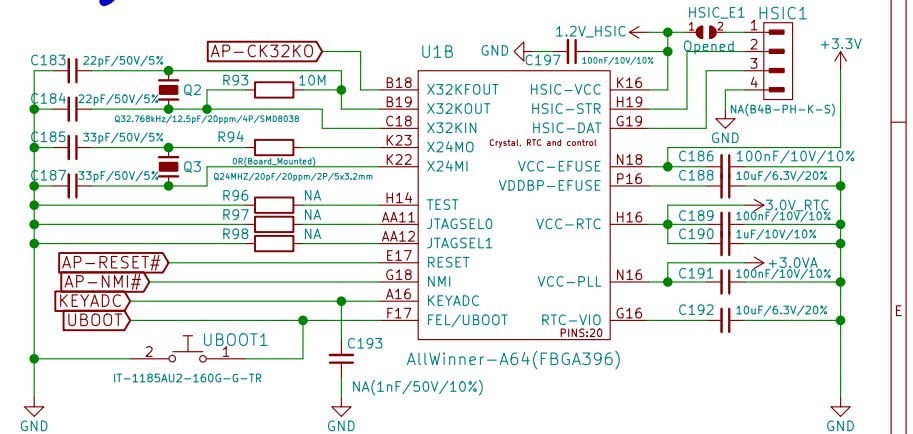 HSIC_E1
HSIC1
1.2V_HSIC
1
2
1
Opened
+3.3V
AP-CK32KO
U1B
GND
C197
100nF/10V/10%
2
3
4
C183
22pF/50V/5%
Q2
R93
10M
B18
X32KFOUT
HSIC-VCC
K16
C184
22pF/50V/5%
B19
X32KOUT
HSIC-STR
H19
NA(B4B-PH-K-S)
Q32.768kHz/12.5pF/20ppm/4P/SMD8038
C18
X32KIN
HSIC-DAT
G19
GND
C185
33pF/50V/5%
R94
K23
X24MO
Crystal, RTC and control
0R(Board_Mounted)
Q3
K22
X24MI
VCC-EFUSE
N18
C186
100nF/10V/10%
C187
33pF/50V/5%
Q24MHZ/20pF/20ppm/2P/5x3.2mm
VDDBP-EFUSE
P16
C188
10uF/6.3V/20%
R96
NA
H14
TEST
3.0V_RTC
R97
NA
AA11
JTAGSEL0
VCC-RTC
H16
C189
100nF/10V/10%
R98
NA
AA12
JTAGSEL1
C190
1uF/10V/10%
AP-RESET#
E17
RESET
+3.0VA
AP-NMI#
G18
NMI
VCC-PLL
N16
C191
100nF/10V/10%
KEYADC
A16
KEYADC
UBOOT
F17
FEL/UBOOT
RTC-VIO
G16
C192
10uF/6.3V/20%
PINS:20
E
2
1
UBOOT1
C193
AllWinner-A64(FBGA396)
IT-1185AU2-160G-G-TR
NA(1nF/50V/10%)
GND
GND
GND